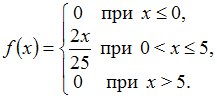 0 при x ≤ 0,
f(x) = { 2x/25 при 0 < x ≤ 5,
0 при x > 5.